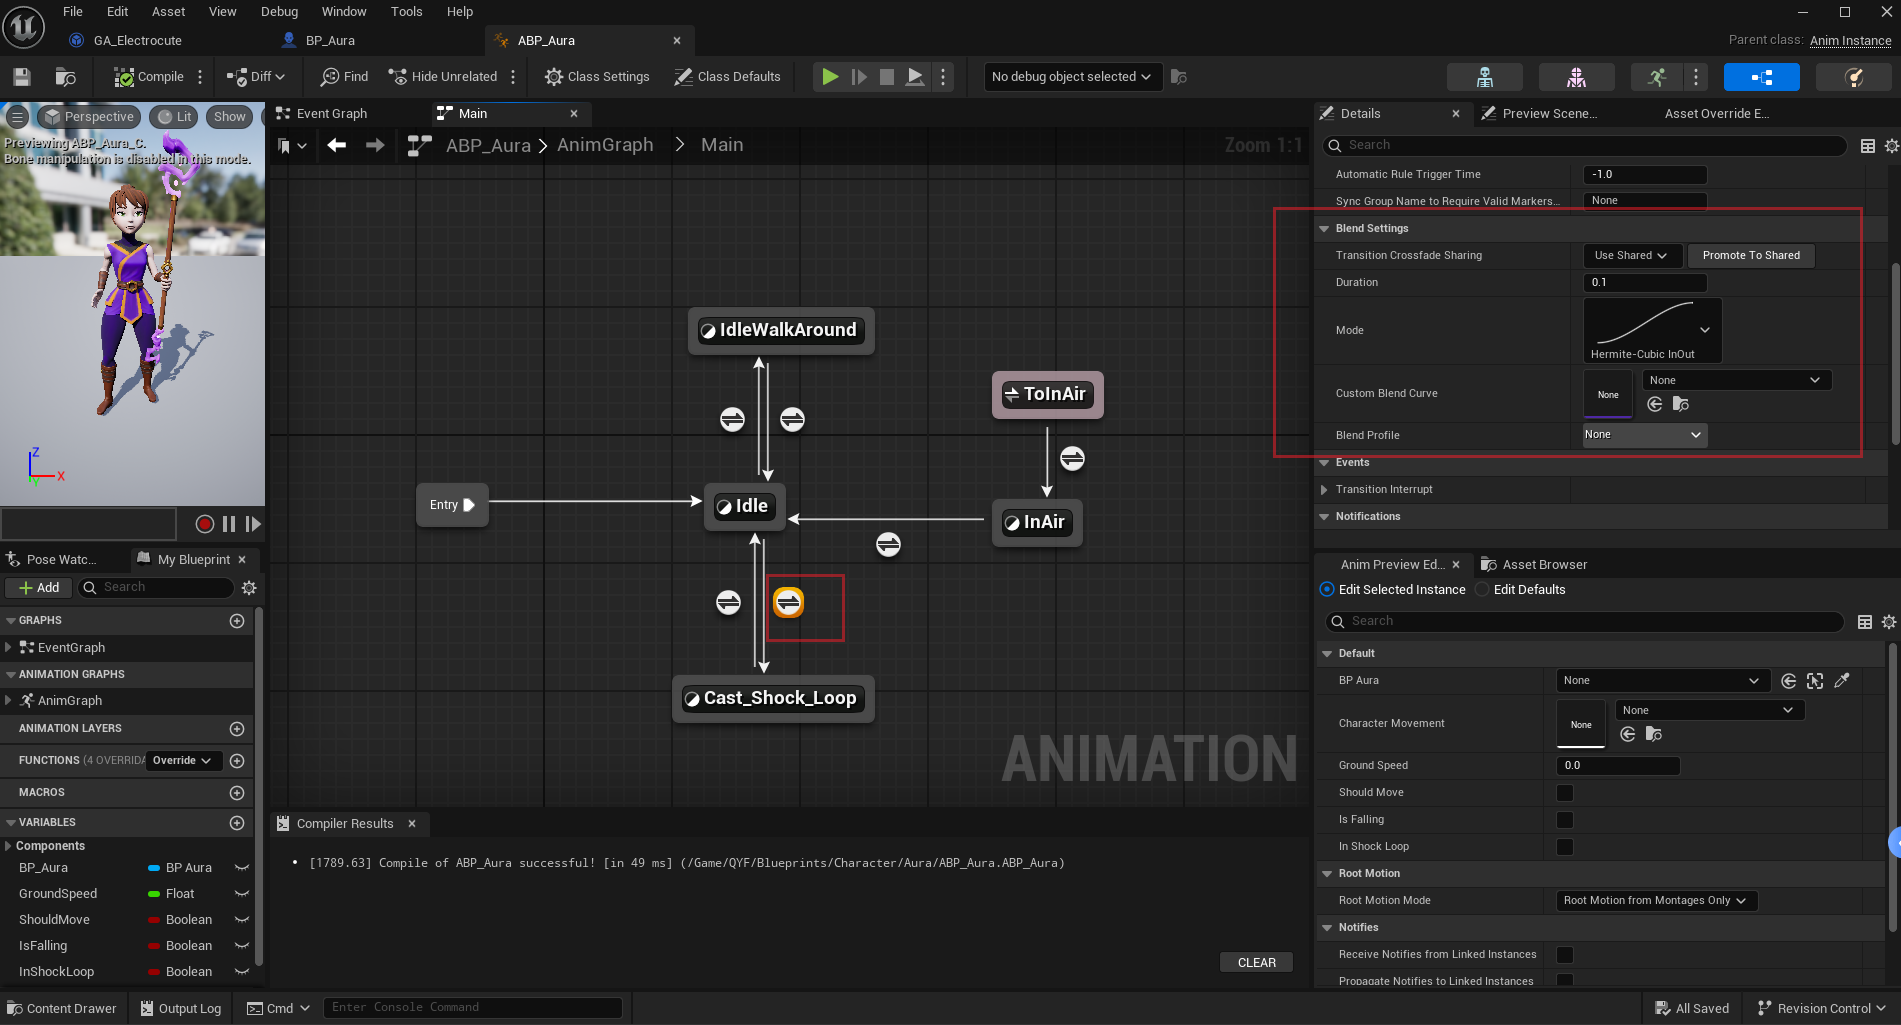 File Edit Asset View Debug Window Tools Help
GA_Electrocute BP_Aura ABP_Aura
Parent class: Anim Instance
Compile Diff Find Hide Unrelated Class Settings Class Defaults No debug object selected
Perspective Lit Show
Previewing ABP_Aura_C.
Bone manipulation is disabled in this mode.
Z
X
Y
Event Graph Main
ABP_Aura AnimGraph Main
Zoom 1:1
IdleWalkAround
ToInAir
Entry
Idle
InAir
Cast_Shock_Loop
ANIMATION
Pose Watc... My Blueprint
Add Search
GRAPHS
EventGraph
ANIMATION GRAPHS
AnimGraph
ANIMATION LAYERS
FUNCTIONS (4 OVERRIDA Override
MACROS
VARIABLES
Components
BP_Aura BP Aura
GroundSpeed Float
ShouldMove Boolean
IsFalling Boolean
InShockLoop Boolean
Compiler Results
[1789.63] Compile of ABP_Aura successful! [in 49 ms] (/Game/QYF/Blueprints/Character/Aura/ABP_Aura.ABP_Aura)
CLEAR
Details Preview Scene... Asset Override E...
Search
Automatic Rule Trigger Time -1.0
Sync Group Name to Require Valid Markers... None
Blend Settings
Transition Crossfade Sharing Use Shared Promote To Shared
Duration 0.1
Mode
Hermite-Cubic InOut
Custom Blend Curve None None
Blend Profile None
Events
Transition Interrupt
Notifications
Anim Preview Ed... Asset Browser
Edit Selected Instance Edit Defaults
Search
Default
BP Aura None
Character Movement None None
Ground Speed 0.0
Should Move
Is Falling
In Shock Loop
Root Motion
Root Motion Mode Root Motion from Montages Only
Notifies
Receive Notifies from Linked Instances
Propagate Notifies to Linked Instances
Content Drawer Output Log Cmd Enter Console Command All Saved Revision Control